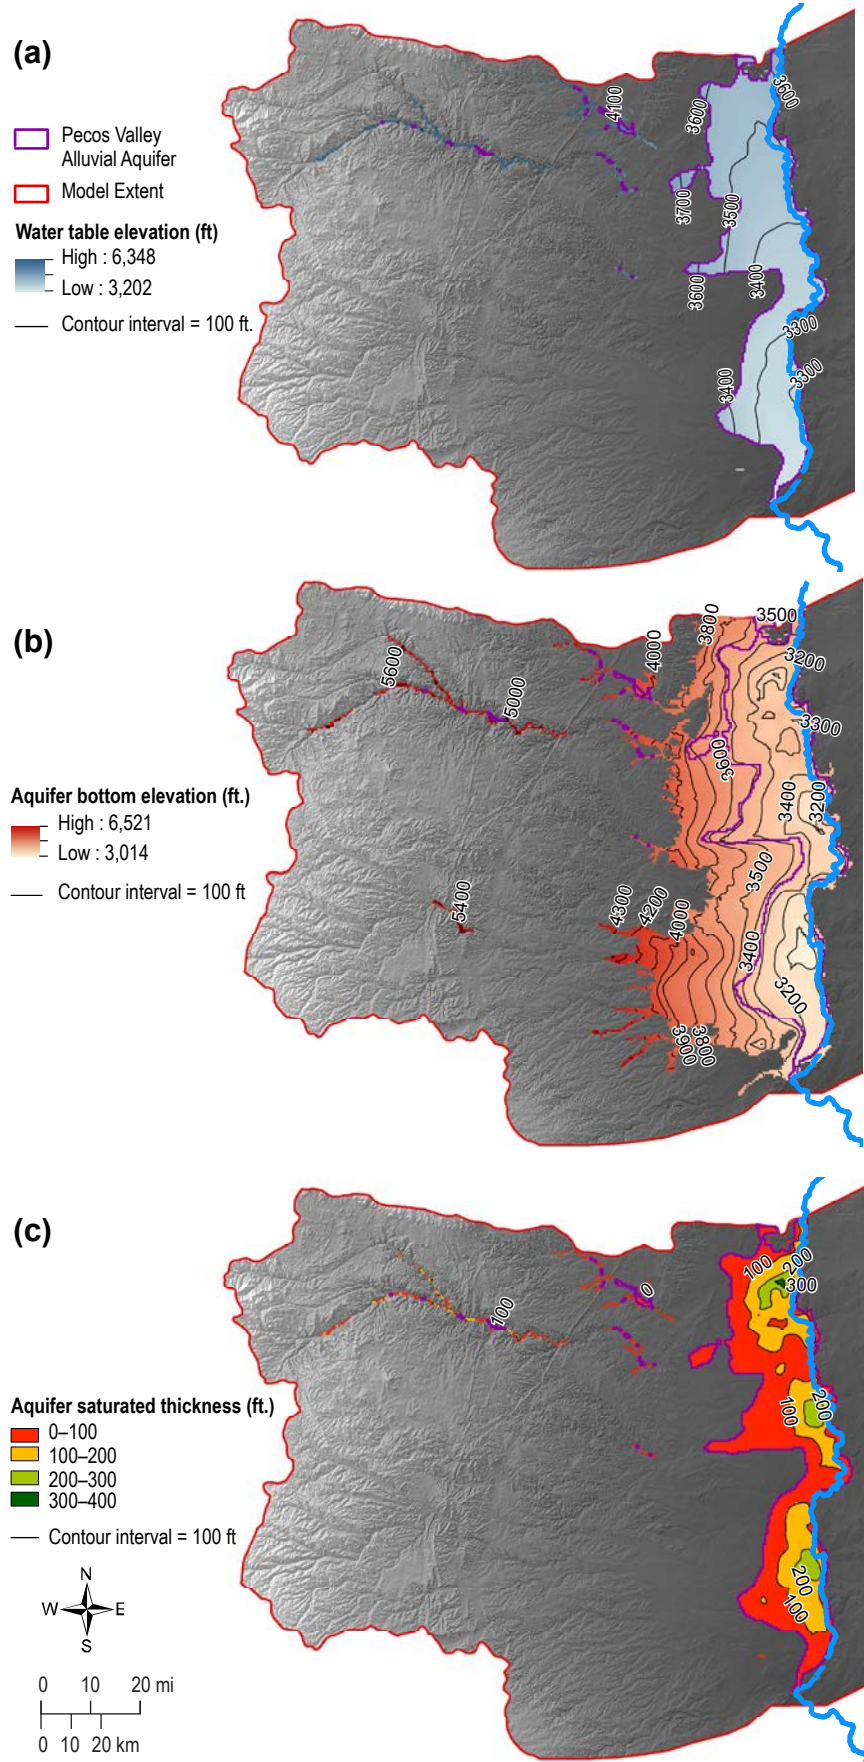 (a)
Pecos Valley
Alluvial Aquifer
Model Extent
Water table elevation (ft)
High : 6,348
Low : 3,202
Contour interval = 100 ft.
4100
3600
3600
3700
3500
3600
3400
3300
3400
3300
(b)
Aquifer bottom elevation (ft.)
High : 6,521
Low : 3,014
Contour interval = 100 ft
3500
3800
4000
3200
5600
5000
3300
3600
3400
3200
3500
5400
4300
4200
4000
3400
3200
3600
3800
(c)
Aquifer saturated thickness (ft.)
0–100
100–200
200–300
300–400
Contour interval = 100 ft
100
200
300
0
100
100
200
200
100
N
W
E
S
0 10 20 mi
0 10 20 km